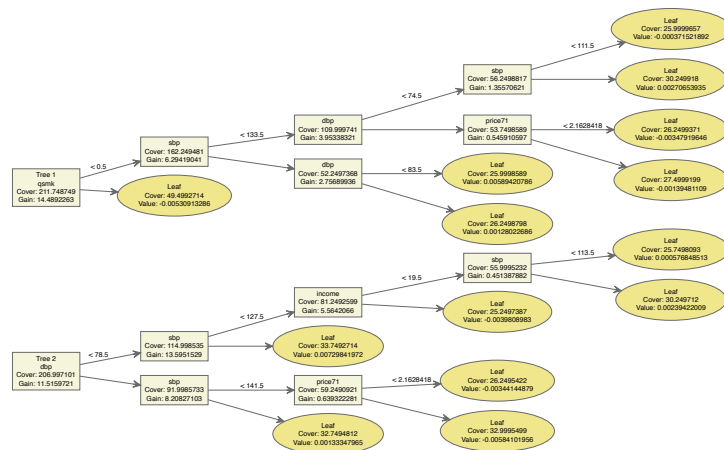 Leaf
Cover: 25.9999657
Value: -0.000371521892
< 111.5
sbp
Cover: 56.2498817
Gain: 1.35570621
Leaf
Cover: 30.249918
Value: 0.00270653935
< 74.5
dbp
Cover: 109.999741
Gain: 3.95338321
price71
Cover: 53.7498589
Gain: 0.545910597
< 2.1628418
Leaf
Cover: 26.2499371
Value: -0.00347919646
< 133.5
sbp
Cover: 162.249481
Gain: 6.29419041
Leaf
Cover: 27.4999199
Value: -0.00139481109
dbp
Cover: 52.2497368
Gain: 2.75689936
< 83.5
Leaf
Cover: 25.9998589
Value: 0.00589420786
< 0.5
Tree 1
qsmk
Cover: 211.748749
Gain: 14.4892263
Leaf
Cover: 49.4992714
Value: -0.00530913286
Leaf
Cover: 26.2498798
Value: 0.00128022686
sbp
Cover: 55.9995232
Gain: 0.451387882
< 113.5
Leaf
Cover: 25.7498093
Value: 0.000576848513
< 19.5
income
Cover: 81.2492599
Gain: 5.5642066
Leaf
Cover: 25.2497387
Value: -0.0039808983
Leaf
Cover: 30.249712
Value: 0.00239422009
< 127.5
sbp
Cover: 114.998535
Gain: 13.5951529
Leaf
Cover: 33.7492714
Value: 0.00729841972
< 78.5
Tree 2
dbp
Cover: 206.997101
Gain: 11.5159721
sbp
Cover: 91.9985733
Gain: 8.20827103
< 141.5
price71
Cover: 59.2490921
Gain: 0.639322281
< 2.1628418
Leaf
Cover: 26.2495422
Value: -0.00344144879
Leaf
Cover: 32.7494812
Value: 0.00133347965
Leaf
Cover: 32.9995499
Value: -0.00584101956